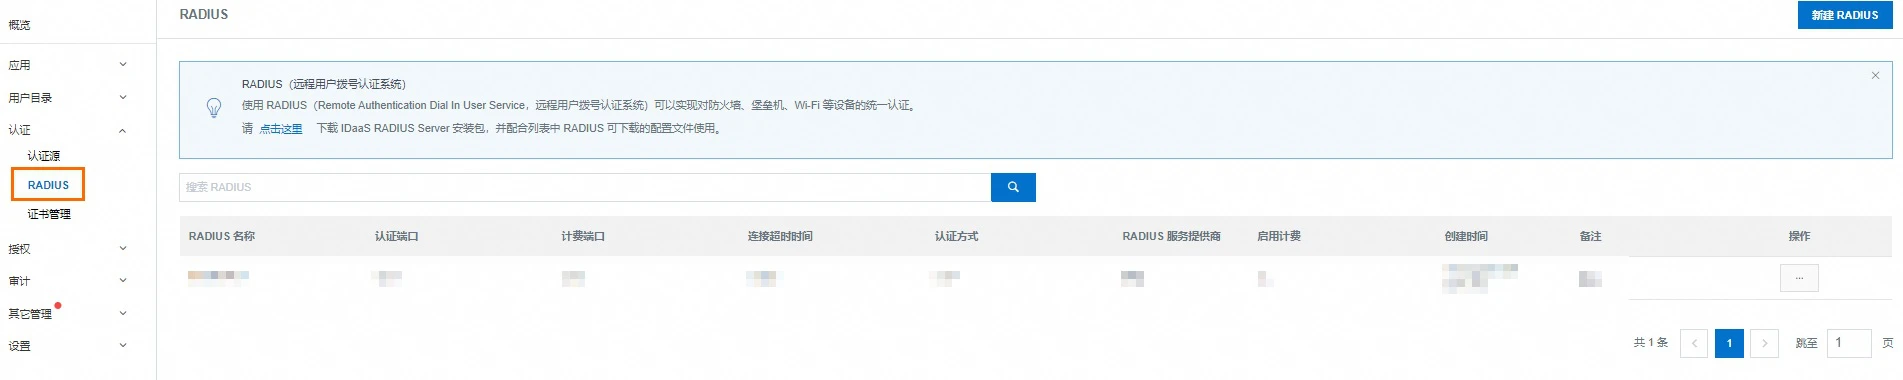 概览
应用
用户目录
认证
认证源
RADIUS
证书管理
授权
审计
其它管理
设置
RADIUS
新建 RADIUS
RADIUS（远程用户拨号认证系统）
使用 RADIUS（Remote Authentication Dial In User Service，远程用户拨号认证系统）可以实现对防火墙、堡垒机、Wi-Fi 等设备的统一认证。
请 点击这里 下载 IDaaS RADIUS Server 安装包，并配合列表中 RADIUS 可下载的配置文件使用。
搜索 RADIUS
RADIUS 名称 认证端口 计费端口 连接超时时间 认证方式 RADIUS 服务提供商 启用计费 创建时间 备注 操作
...
共 1 条 < 1 > 跳至 1 页